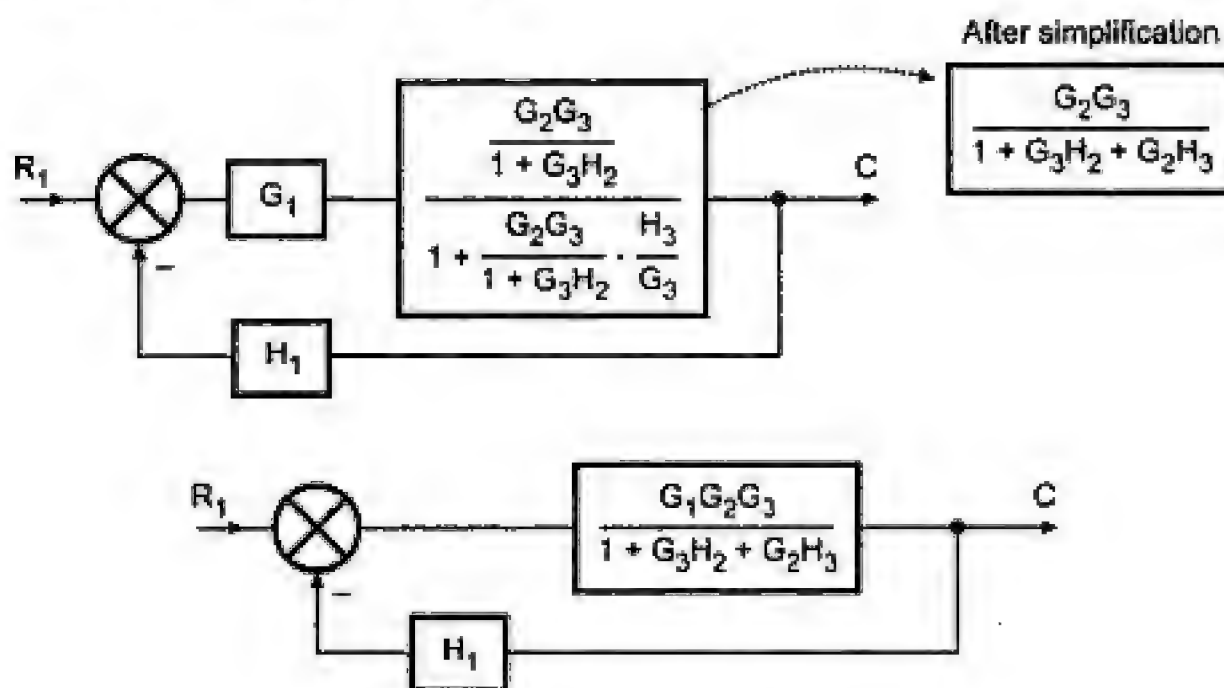 After simplification
G₂G₃
1 + G₃H₂ + G₂H₃
R₁
G₁
G₂G₃
1 + G₃H₂
1 + G₂G₃ / 1 + G₃H₂ · H₃ / G₃
C
–
H₁
R₁
G₁G₂G₃
1 + G₃H₂ + G₂H₃
C
–
H₁